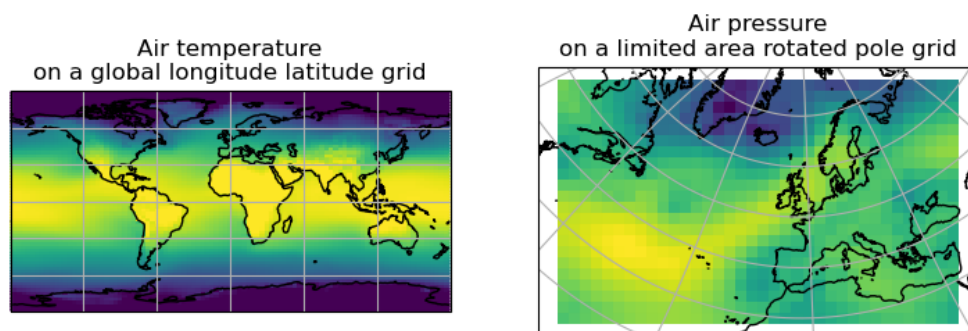 Air temperature
on a global longitude latitude grid
Air pressure
on a limited area rotated pole grid